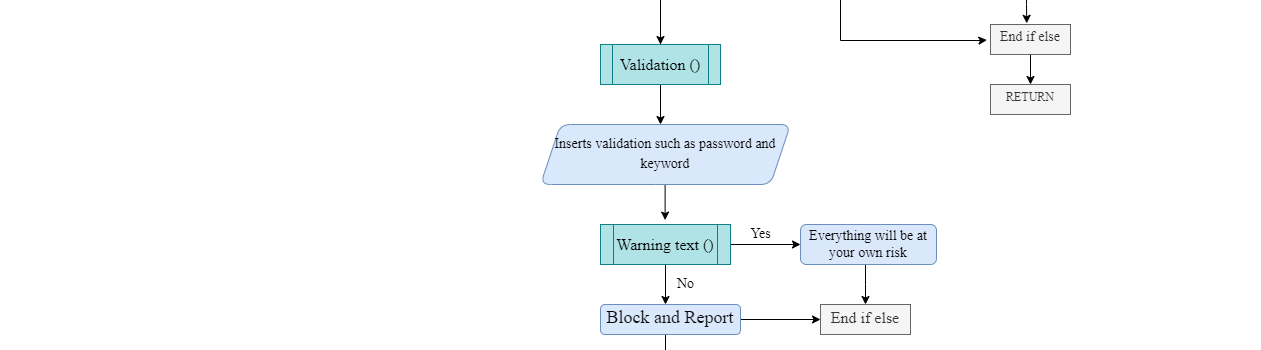 End if else
Validation ()
RETURN
Inserts validation such as password and
keyword
Warning text ()
Yes
Everything will be at
your own risk
No
Block and Report
End if else